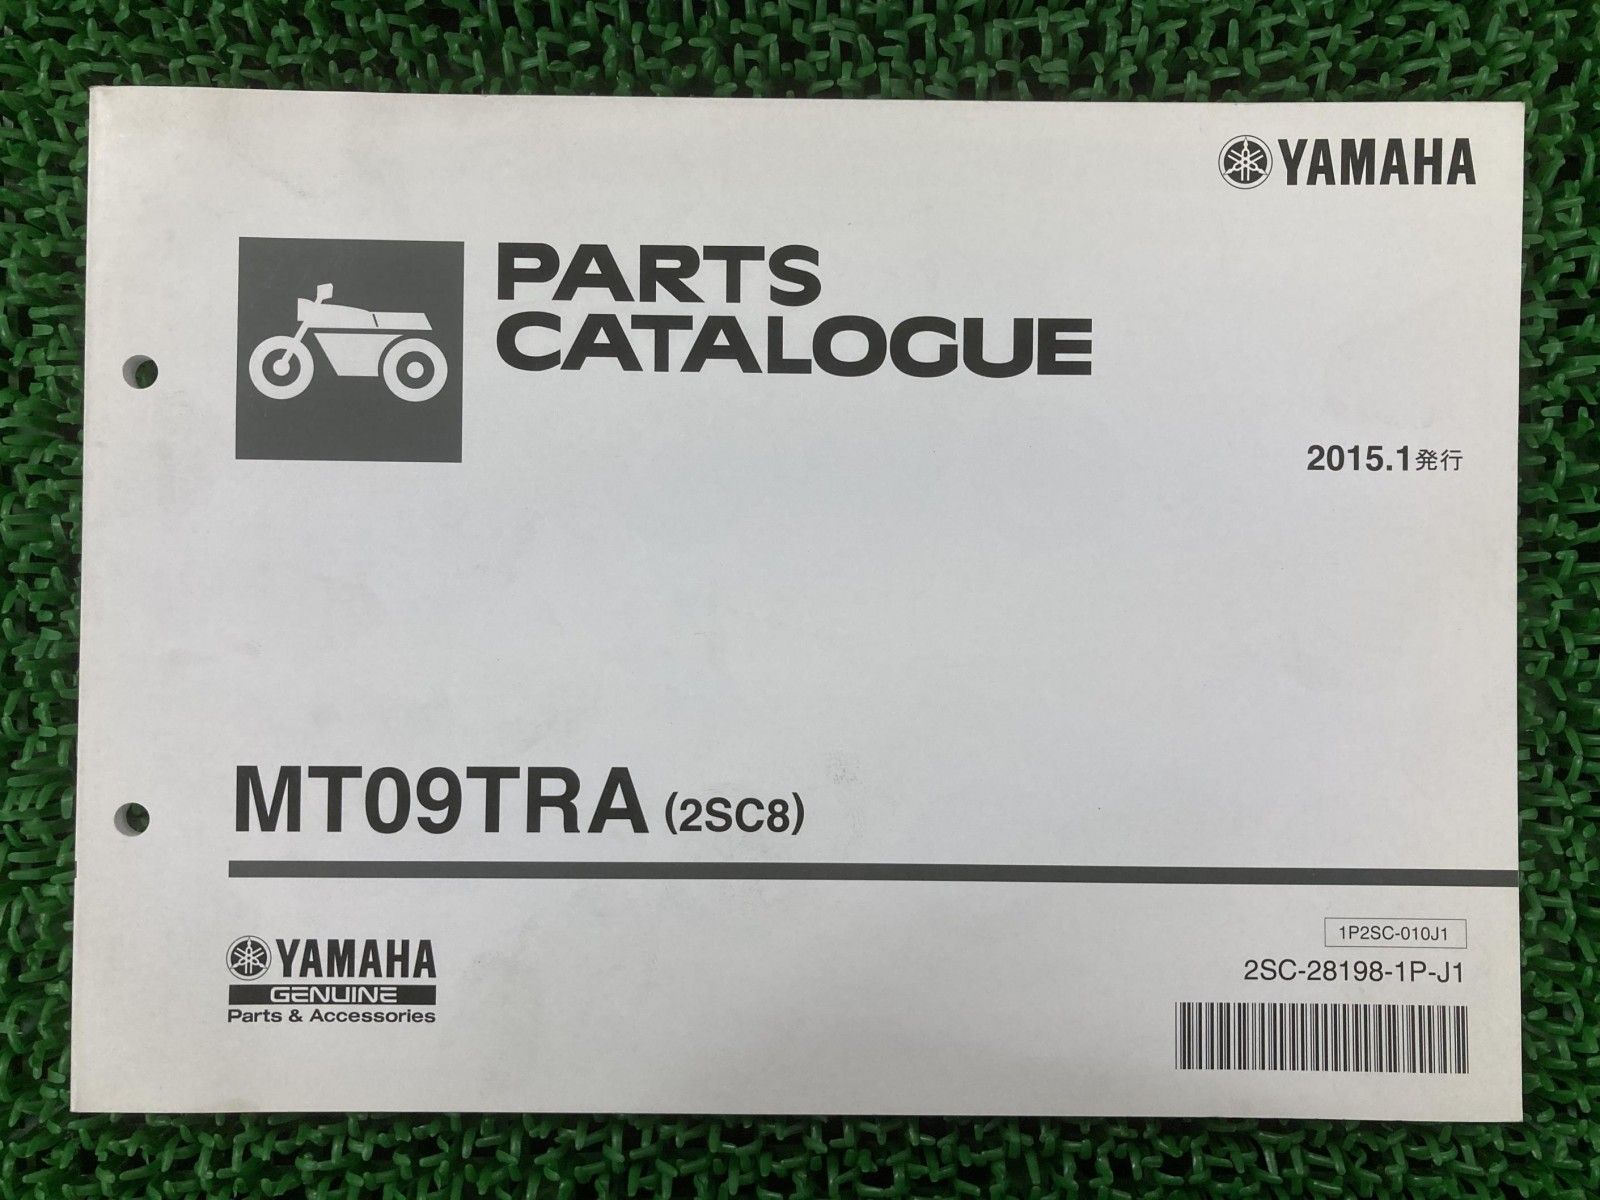 YAMAHA
PARTS
CATALOGUE
2015.1発行
MT09TRA (2SC8)
YAMAHA
GENUINE
Parts & Accessories
1P2SC-010J1
2SC-28198-1P-J1